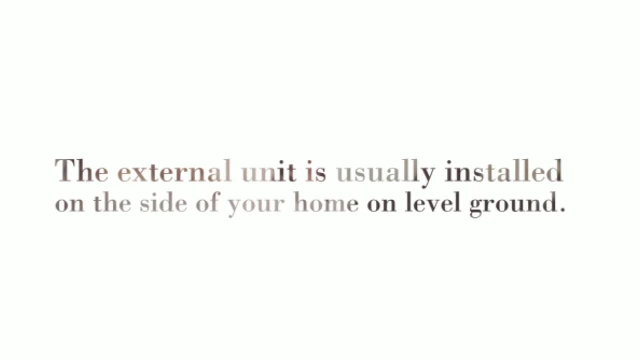 The external unit is usually installed
on the side of your home on level ground.